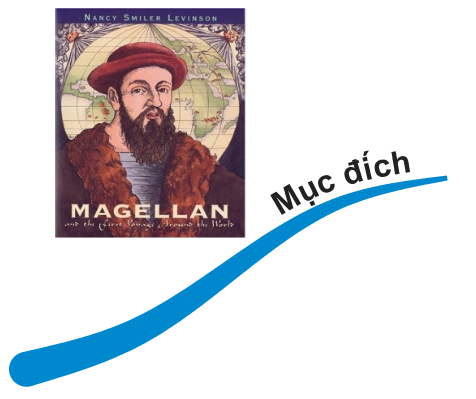 NANCY SMILER LEVINSON
MAGELLAN
and the First Voyage Around the World
Mục đích